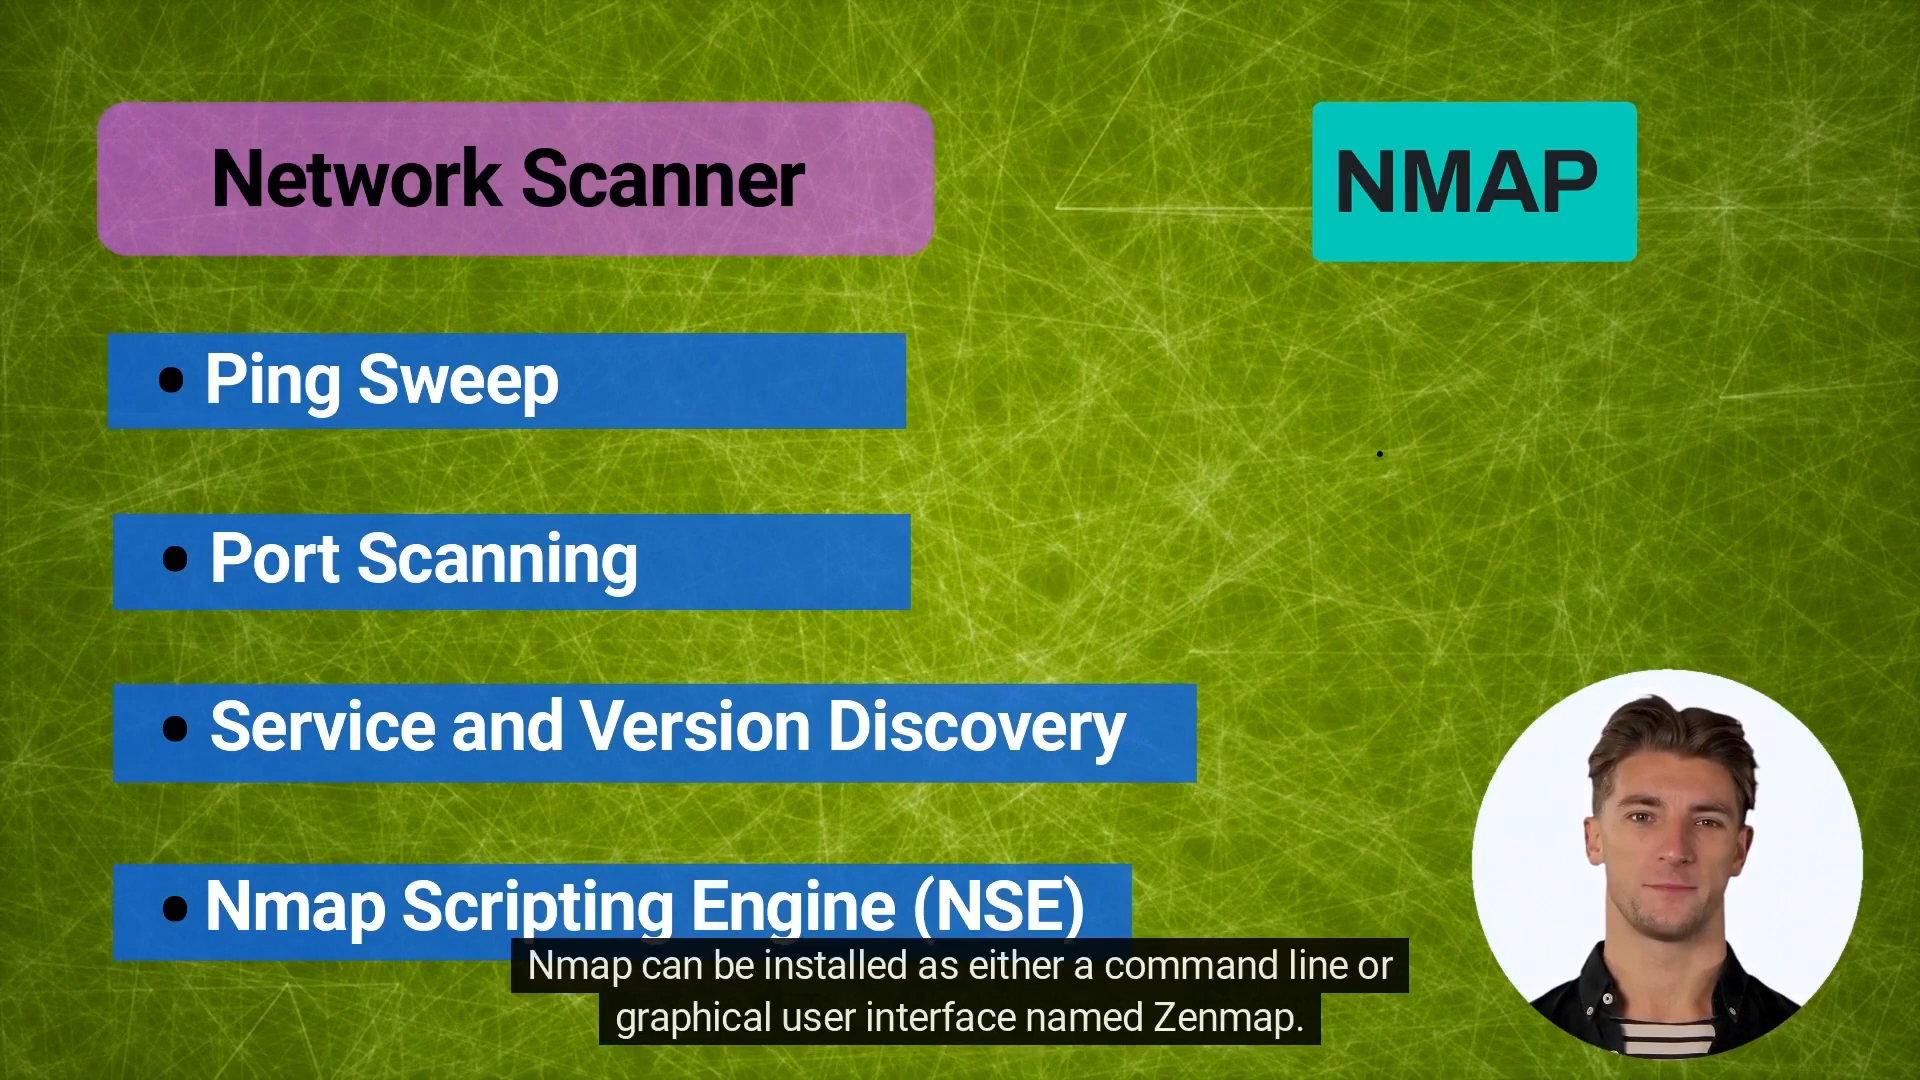 Network Scanner
NMAP
• Ping Sweep
• Port Scanning
• Service and Version Discovery
• Nmap Scripting Engine (NSE)
Nmap can be installed as either a command line or
graphical user interface named Zenmap.